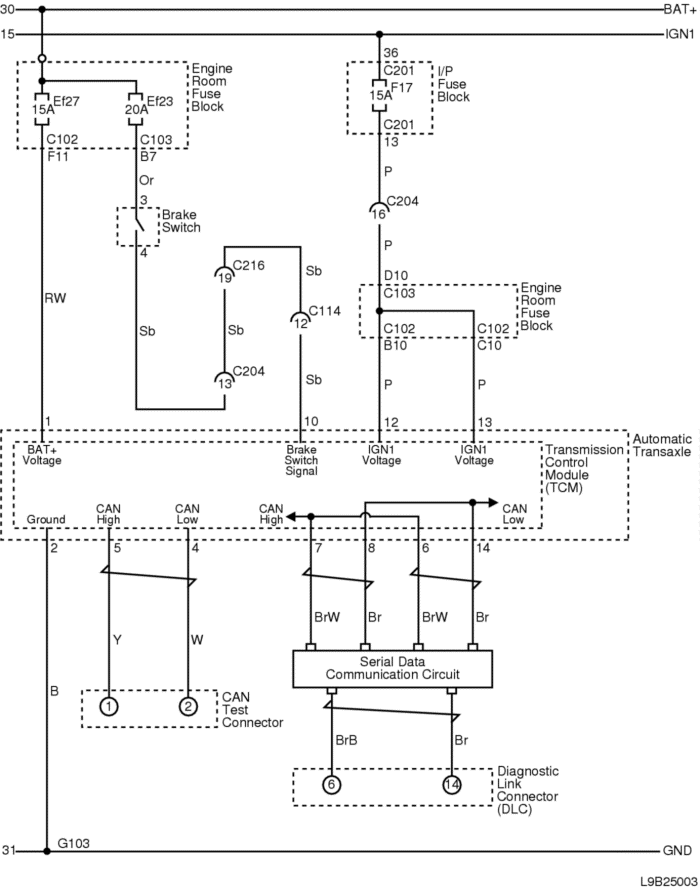 30
BAT+
15
IGN1
36
Engine
Room
Fuse
Block
C201
I/P
Fuse
Block
Ef27
15A
Ef23
20A
F17
15A
C201
C102
C103
13
F11
B7
P
Or
3
C204
16
Brake
Switch
4
P
C216
19
Sb
D10
C103
Engine
Room
Fuse
Block
RW
C114
12
Sb
Sb
C102
B10
C102
C10
C204
13
Sb
P
P
1
10
12
13
Automatic
Transaxle
BAT+
Voltage
Brake
Switch
Signal
IGN1
Voltage
IGN1
Voltage
Transmission
Control
Module
(TCM)
Ground
CAN
High
CAN
Low
CAN
High
CAN
Low
2
5
4
7
8
6
14
BrW
Br
BrW
Br
Y
W
Serial Data
Communication Circuit
B
1
2
CAN
Test
Connector
BrB
Br
6
14
Diagnostic
Link
Connector
(DLC)
G103
31
GND
L9B25003